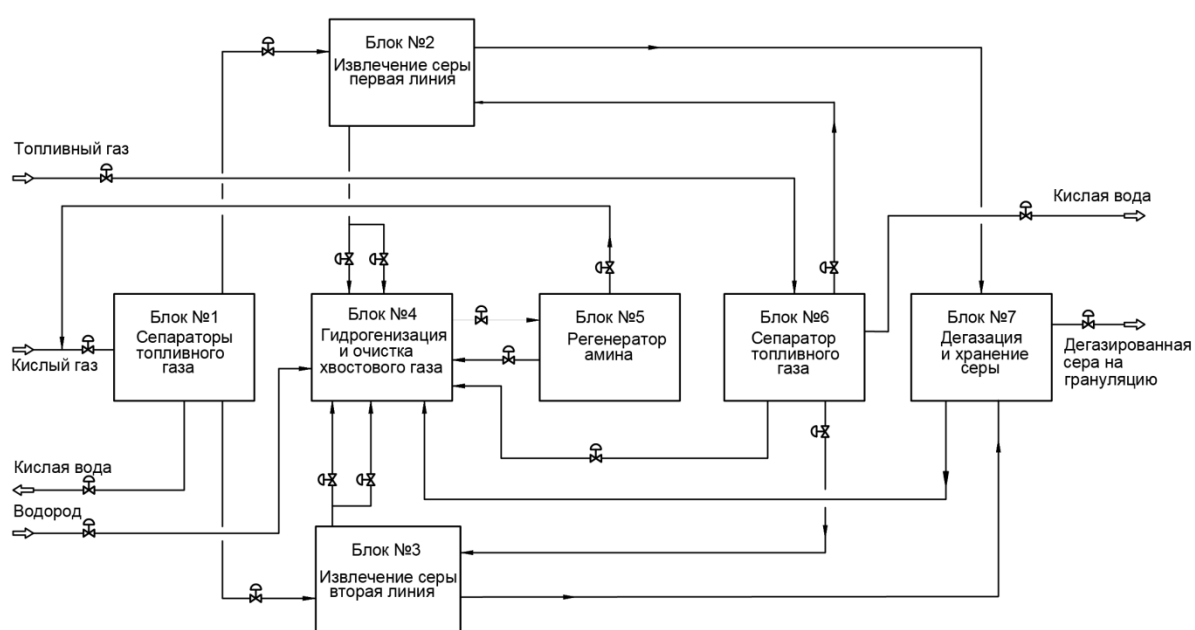 Блок №2
Извлечение серы
первая линия
Топливный газ
Кислая вода
Блок №1
Сепараторы
топливного
газа
Блок №4
Гидрогенизация
и очистка
хвостового газа
Блок №5
Регенератор
амина
Блок №6
Сепаратор
топливного
газа
Блок №7
Дегазация
и хранение
серы
Кислый газ
Дегазированная
сера на
грануляцию
Кислая вода
Водород
Блок №3
Извлечение серы
вторая линия